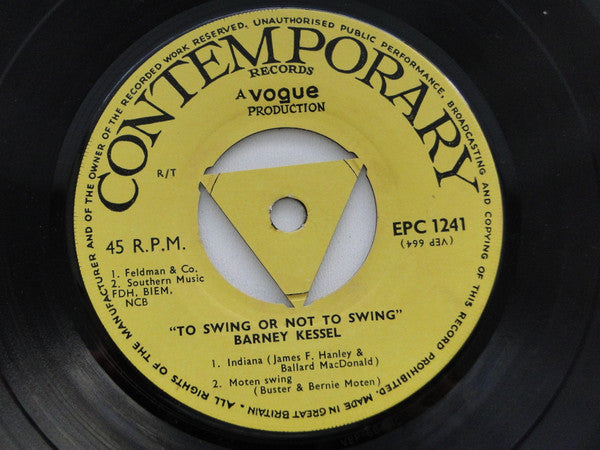 ALL RIGHTS OF THE MANUFACTURER AND OF THE OWNER OF THE RECORDED WORK RESERVED. UNAUTHORISED PUBLIC PERFORMANCE, BROADCASTING AND COPYING OF THIS RECORD PROHIBITED. MADE IN GREAT BRITAIN •
CONTEMPORARY
RECORDS
A vogue
PRODUCTION
R/T
45 R.P.M.
EPC 1241
(VEP 664)
1. Feldman & Co.
2. Southern Music
FDH, BIEM,
NCB
"TO SWING OR NOT TO SWING"
BARNEY KESSEL
1. Indiana (James F. Hanley &
Ballard MacDonald)
2. Moten swing
(Buster & Bernie Moten)